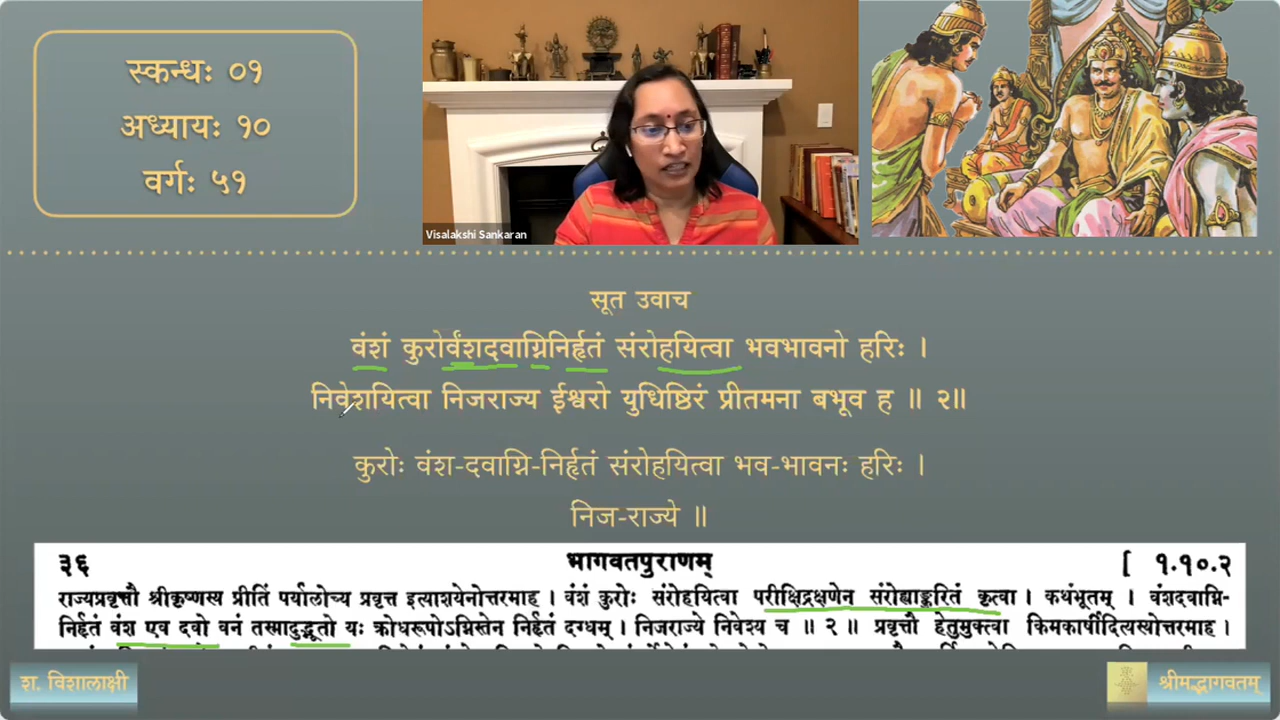 स्कन्धः ०१
अध्यायः १०
वर्गः ५१
Visalakshi Sankaran
सूत उवाच
वंशं कुरोर्वंशदवाग्निनिर्हृतं संरोहयित्वा भवभावनो हरिः ।
निवेशयित्वा निजराज्य ईश्वरो युधिष्ठिरं प्रीतमना बभूव ह ॥ २॥
कुरोः वंश-दवाग्नि-निर्हृतं संरोहयित्वा भव-भावनः हरिः ।
निज-राज्ये ॥
३६ भागवतपुराणम् [ १.१०.२
राज्यप्रवृत्तौ श्रीकृष्णस्य प्रीतिं पर्यालोच्य प्रवृत्त इत्याशयेनोत्तरमाह । वंशं कुरोः संरोहयित्वा परीक्षिद्रक्षणेन संरोह्याङ्कुरितं कृत्वा । कथंभूतम् । वंशदवाग्नि-
निर्हृतं वंश एव दवो वनं तस्मादुद्भूतो यः क्रोधरूपोऽग्निस्तेन निर्हृतं दग्धम् । निजराज्ये निवेश्य च ॥ २ ॥ प्रवृत्तौ हेतुमुक्त्वा किमकार्षीदित्यस्योत्तरमाह ।
श. विशालाक्षी
श्रीमद्भागवतम्